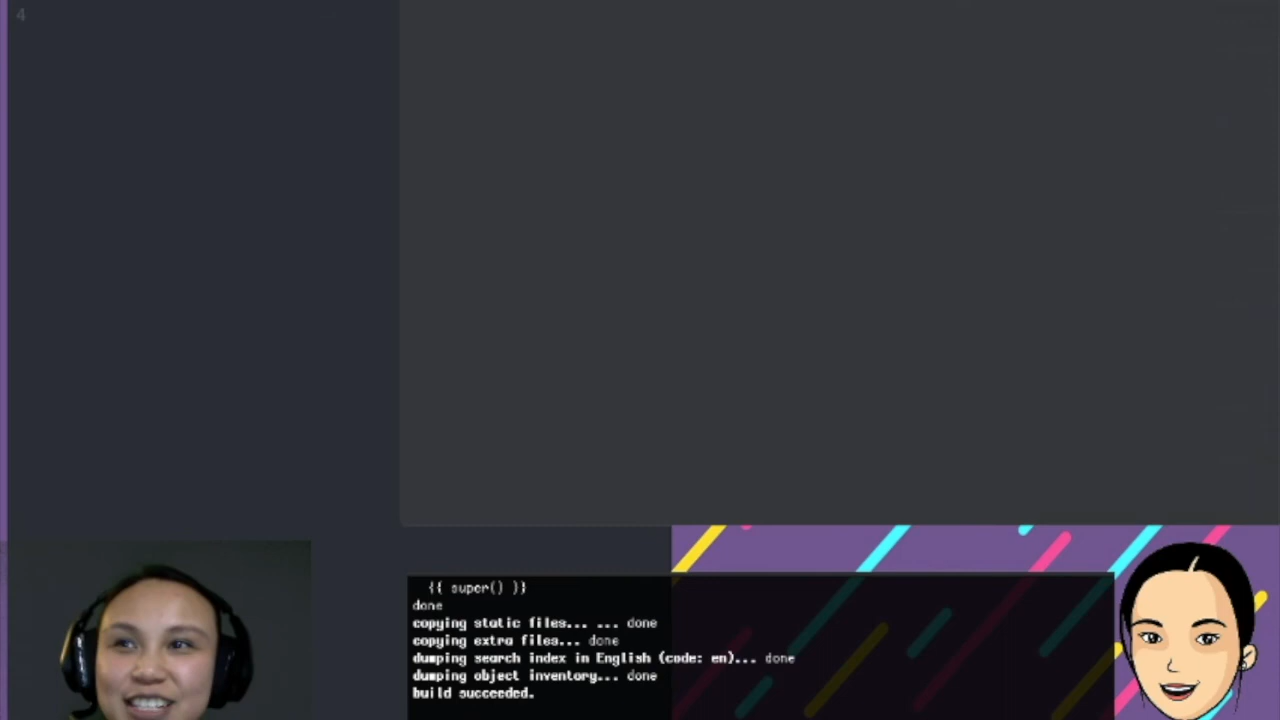 4
{{ super() }}
done
copying static files... ... done
copying extra files... done
dumping search index in English (code: en)... done
dumping object inventory... done
build succeeded.